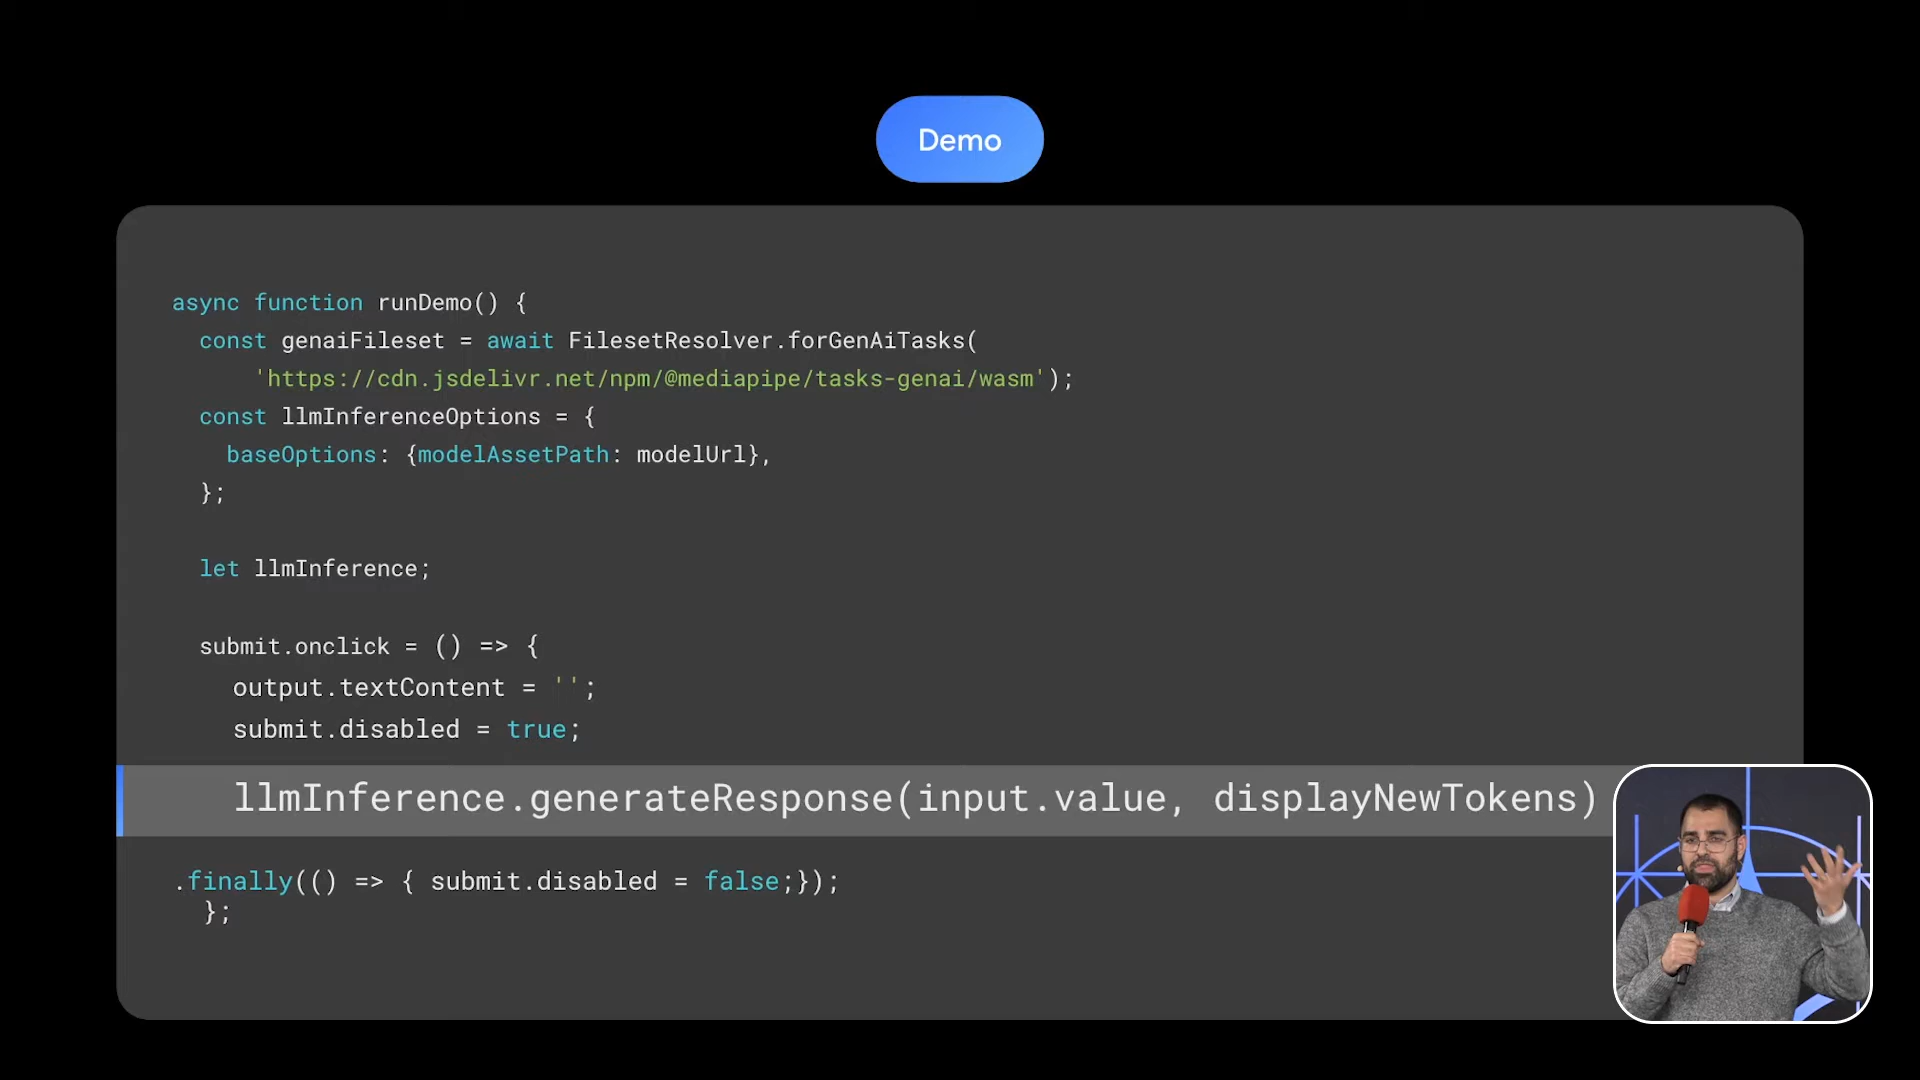 Demo
async function runDemo() {
const genaiFileset = await FilesetResolver.forGenAiTasks(
'https://cdn.jsdelivr.net/npm/@mediapipe/tasks-genai/wasm');
const llmInferenceOptions = {
baseOptions: {modelAssetPath: modelUrl},
};
let llmInference;
submit.onclick = () => {
output.textContent = '';
submit.disabled = true;
llmInference.generateResponse(input.value, displayNewTokens)
.finally(() => { submit.disabled = false;});
};